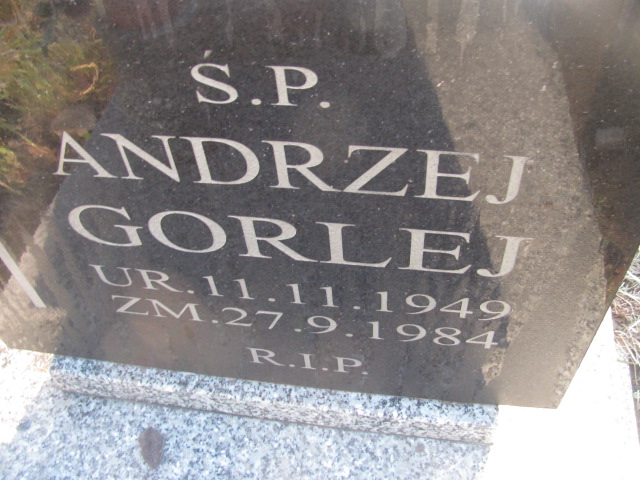 Ś.P.
ANDRZEJ
GORLEJ
UR.11.11.1949
ZM.27.9.1984
R.I.P.